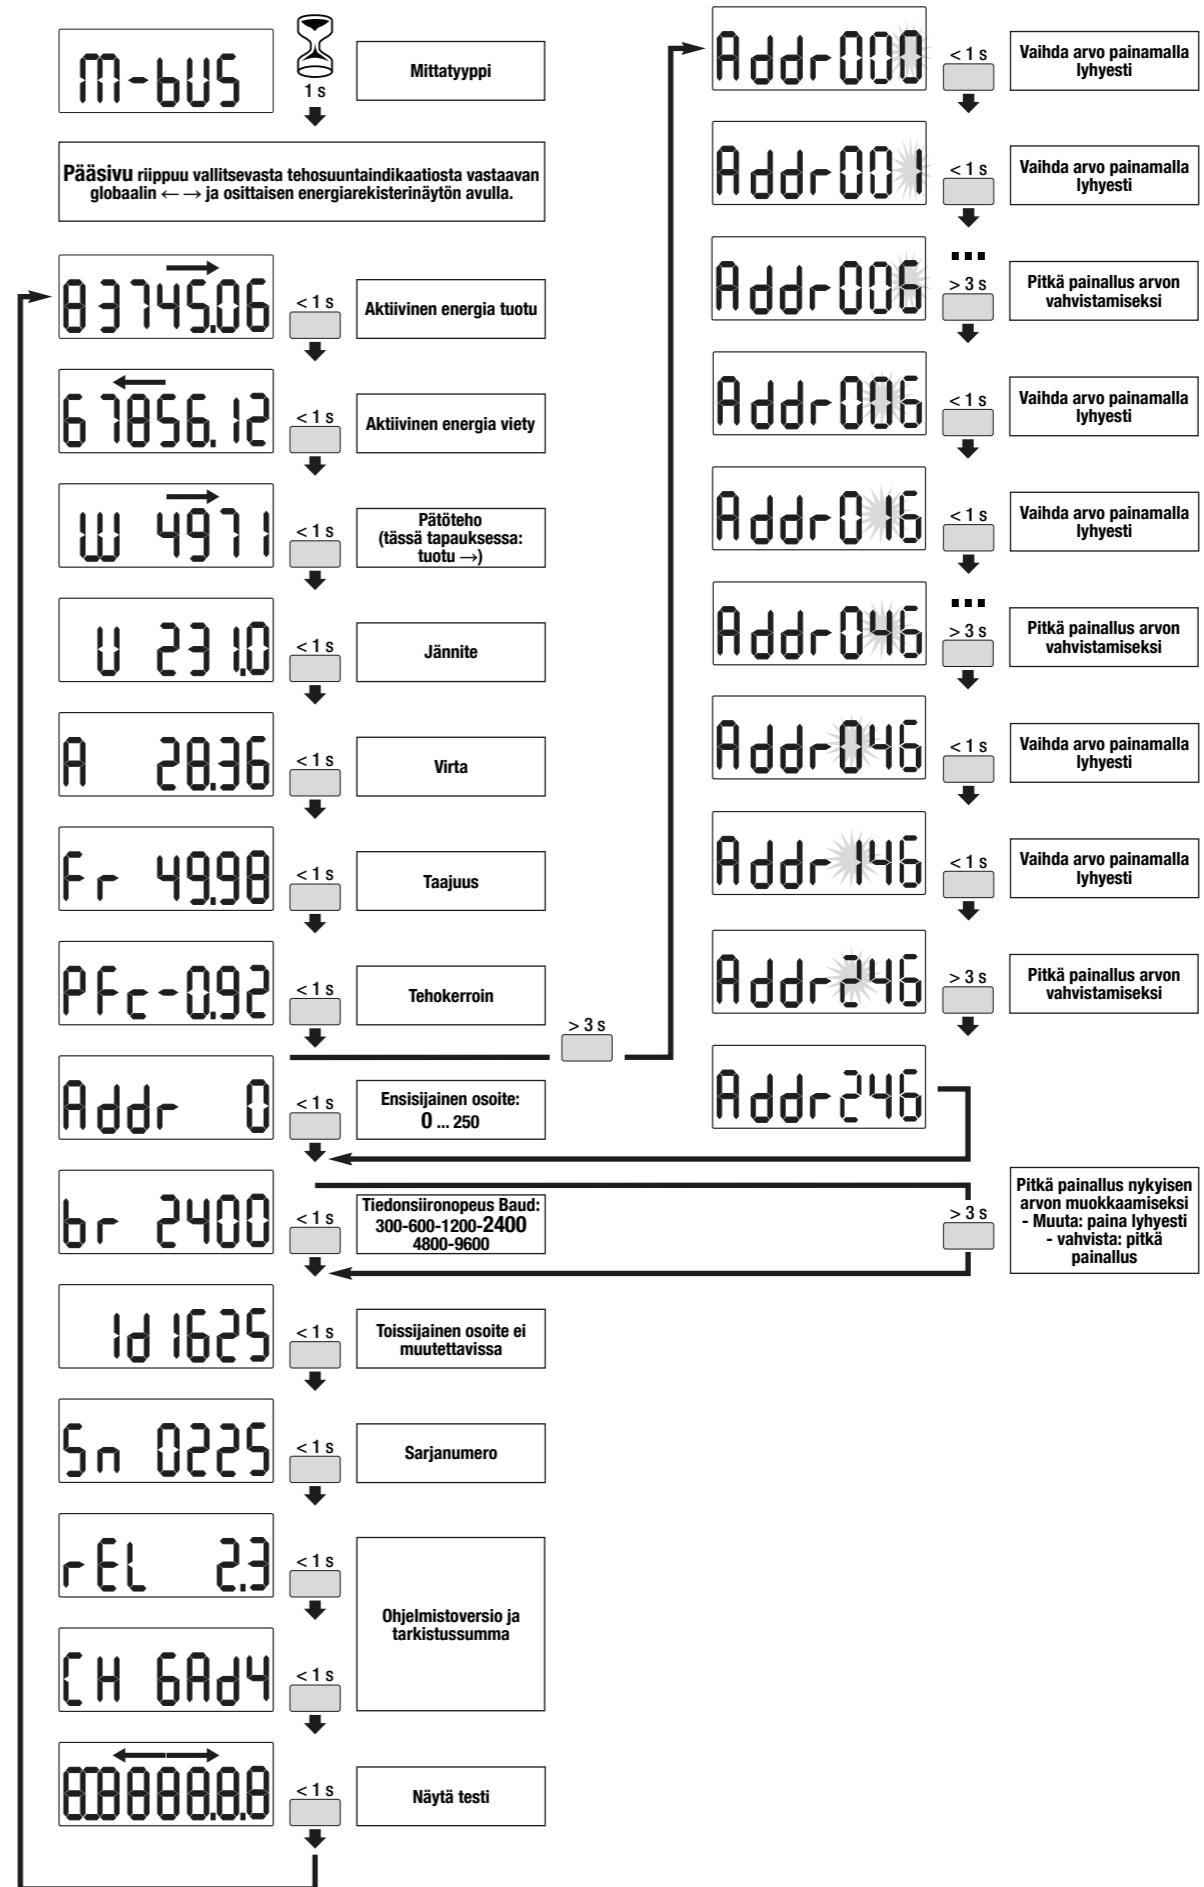 M-bUS
1 s
Mittatyyppi
Pääsivu riippuu vallitsevasta tehosuuntaindikaatiosta vastaavan
globaalin ← → ja osittaisen energiarekisterinäytön avulla.
→
83745.06
< 1 s
Aktiivinen energia tuotu
←
67856.12
< 1 s
Aktiivinen energia viety
→
W 4971
< 1 s
Pätöteho
(tässä tapauksessa:
tuotu →)
U 231.0
< 1 s
Jännite
A 28.36
< 1 s
Virta
Fr 49.98
< 1 s
Taajuus
PFc-0.92
< 1 s
Tehokerroin
> 3 s
Addr 0
< 1 s
Ensisijainen osoite:
0 ... 250
br 2400
< 1 s
Tiedonsiironopeus Baud:
300-600-1200-2400
4800-9600
> 3 s
Pitkä painallus nykyisen
arvon muokkaamiseksi
- Muuta: paina lyhyesti
- vahvista: pitkä
painallus
Id 1625
< 1 s
Toissijainen osoite ei
muutettavissa
Sn 0225
< 1 s
Sarjanumero
rEL 2.3
< 1 s
Ohjelmistoversio ja
tarkistussumma
CH 6Ad4
< 1 s
← →
8.8.8888.8.8
< 1 s
Näytä testi
Addr000
< 1 s
Vaihda arvo painamalla
lyhyesti
Addr001
< 1 s
Vaihda arvo painamalla
lyhyesti
Addr006
...
> 3 s
Pitkä painallus arvon
vahvistamiseksi
Addr006
< 1 s
Vaihda arvo painamalla
lyhyesti
Addr016
< 1 s
Vaihda arvo painamalla
lyhyesti
Addr046
...
> 3 s
Pitkä painallus arvon
vahvistamiseksi
Addr046
< 1 s
Vaihda arvo painamalla
lyhyesti
Addr146
< 1 s
Vaihda arvo painamalla
lyhyesti
Addr246
> 3 s
Pitkä painallus arvon
vahvistamiseksi
Addr246